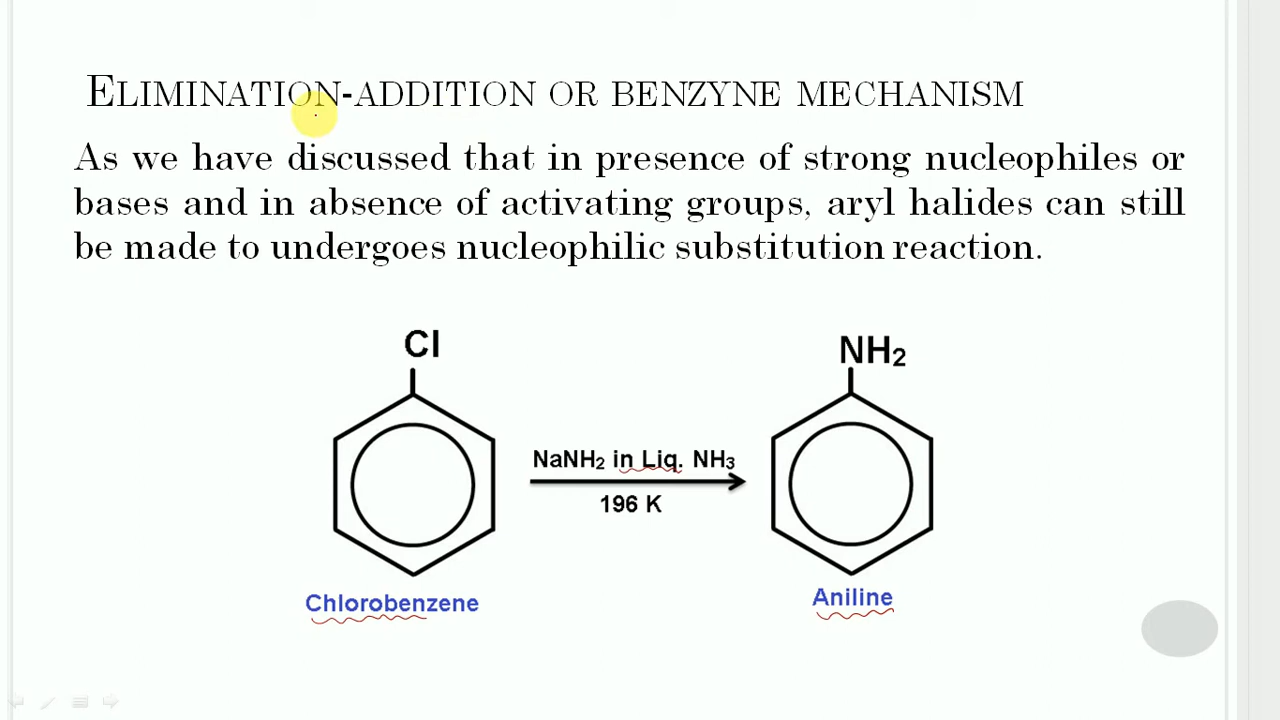 ELIMINATION-ADDITION OR BENZYNE MECHANISM
As we have discussed that in presence of strong nucleophiles or
bases and in absence of activating groups, aryl halides can still
be made to undergoes nucleophilic substitution reaction.
Cl
NH2
NaNH2 in Liq. NH3
196 K
Chlorobenzene
Aniline